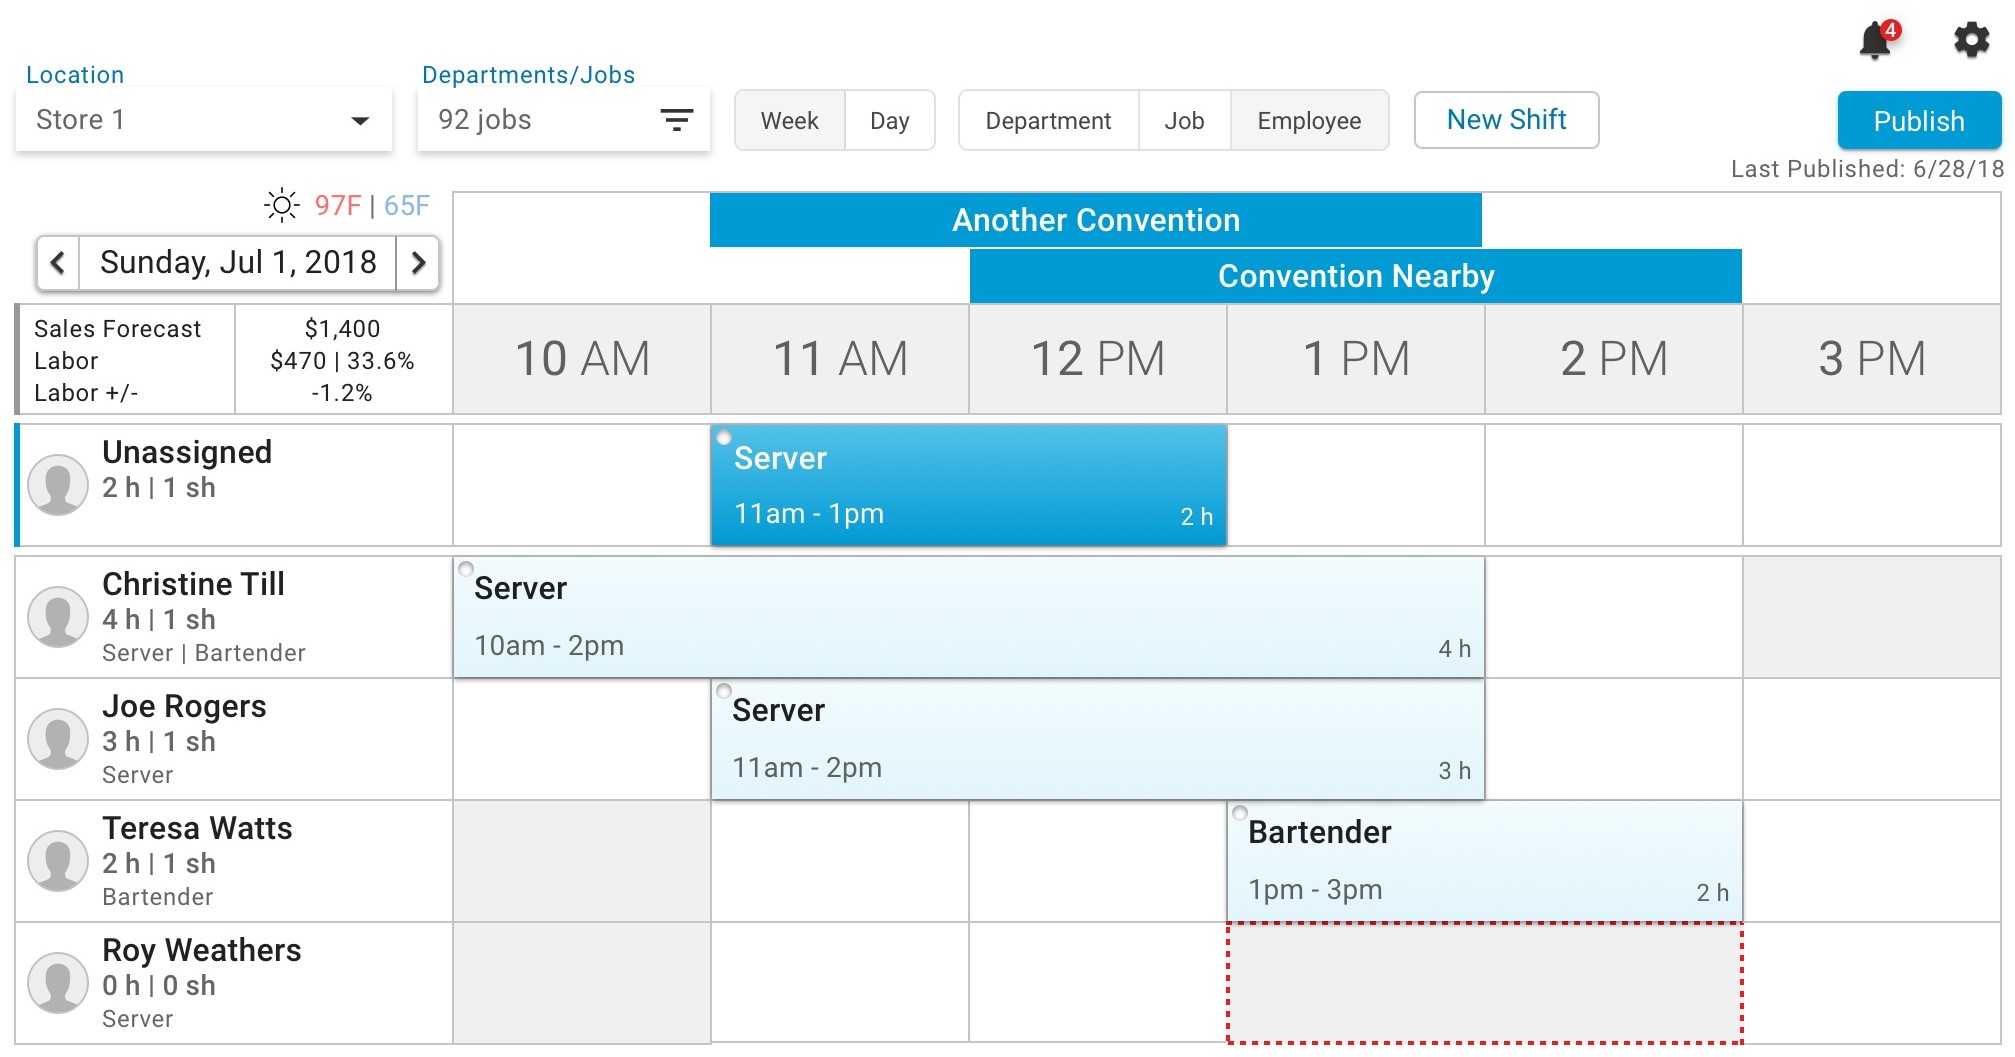 4
Location
Departments/Jobs
Store 1
92 jobs
Week
Day
Department
Job
Employee
New Shift
Publish
Last Published: 6/28/18
97F | 65F
Another Convention
Sunday, Jul 1, 2018
Convention Nearby
Sales Forecast
$1,400
Labor
$470 | 33.6%
Labor +/-
-1.2%
10 AM
11 AM
12 PM
1 PM
2 PM
3 PM
Unassigned
2 h | 1 sh
Server
11am - 1pm
2 h
Christine Till
4 h | 1 sh
Server | Bartender
Server
10am - 2pm
4 h
Joe Rogers
3 h | 1 sh
Server
Server
11am - 2pm
3 h
Teresa Watts
2 h | 1 sh
Bartender
Bartender
1pm - 3pm
2 h
Roy Weathers
0 h | 0 sh
Server